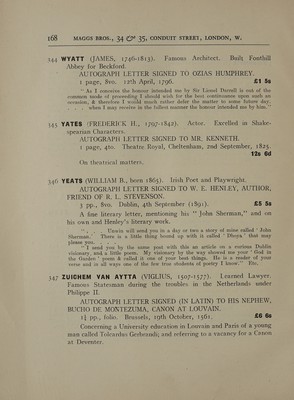 168 MAGGS BROS., 34 & 35, CONDUIT STREET, LONDON, W.
344 WYATT (JAMES, 1746-1813). Famous Architect. Built Fonthill
Abbey for Beckford.
AUTOGRAPH LETTER SIGNED TO OZIAS HUMPHREY.
1 page, 8vo. 12th April, 1796. £1 5s
" As I conceive the honour intended me by Sir Lionel Darrell is out of the
common mode of proceeding I should wish for the best countenance upon such an
occasion, & therefore I would much rather defer the matter to some future day.
. . . when I may receive in the fullest manner the honour intended me by him."
345 YATES (FREDERICK H., 1797-1842). Actor. Excelled in Shake-
spearian Characters.
AUTOGRAPH LETTER SIGNED TO MR. KENNETH.
1 page, 4to. Theatre Royal, Cheltenham, 2nd September, 1825.
12s 6d
On theatrical matters.
346 YEATS (WILLIAM B., born 1865). Irish Poet and Playwright.
AUTOGRAPH LETTER SIGNED TO W. E. HENLEY, AUTHOR,
FRIEND OF R. L. STEVENSON.
3 pp., 8vo. Dublin, 4th September (1891). £5 5s
A fine literary letter, mentioning his " John Sherman," and on
his own and Henley's literary work.
" . . . Unwin will send you in a day or two a story of mine called ' John
Sherman.' There is a little thing bound up with it called ' Dhoya ' that may
please you.
" I send you by the same post with this an article on a curious Dublin
visionary, and a little poem. My visionary by the way showed me your ' God in
the Garden ' poem & called it one of your best things. He is a reader of your
verse and in all ways one of the few true students of poetry I know." Etc.
347 ZUICHEM VAN AYTTA (VIGLIUS, 1507-1577). Learned Lawyer.
Famous Statesman during the troubles in the Netherlands under
Philippe II.
AUTOGRAPH LETTER SIGNED (IN LATIN) TO HIS NEPHEW,
BUCHO DE MONTEZUMA, CANON AT LOUVAIN.
1½ pp., folio. Brussels, 19th October, 1561. £6 6s
Concerning a University education in Louvain and Paris of a young
man called Tolcardus Gerbrandi; and referring to a vacancy for a Canon
at Deventer.